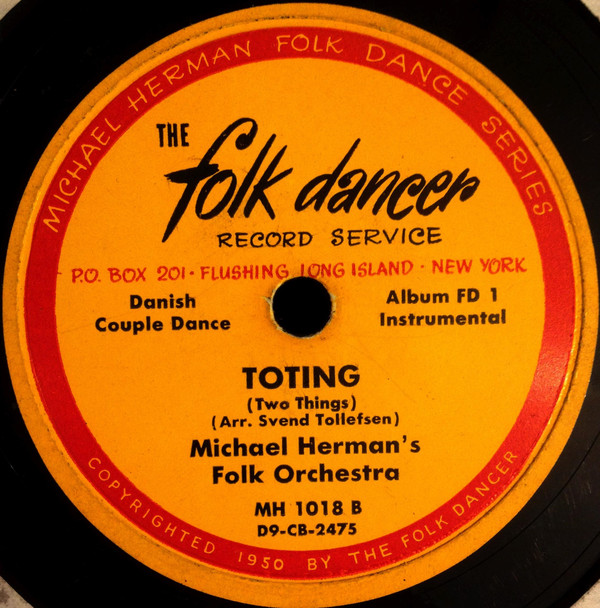 MICHAEL HERMAN FOLK DANCE SERIES
THE
folk dancer
RECORD SERVICE
P.O. BOX 201 · FLUSHING LONG ISLAND · NEW YORK
Danish
Couple Dance
Album FD 1
Instrumental
TOTING
(Two Things)
(Arr. Svend Tollefsen)
Michael Herman's
Folk Orchestra
MH 1018 B
D9-CB-2475
COPYRIGHTED 1950 BY THE FOLK DANCER